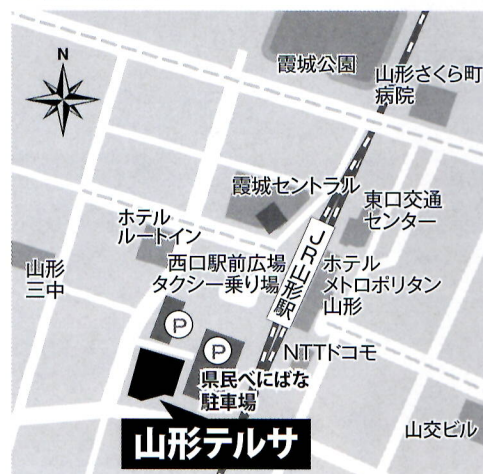 霞城公園
N
山形さくら町
病院
霞城セントラル
東口交通
センター
ホテル
ルートイン
山形
三中
西口駅前広場
タクシー乗り場
JR山形駅
ホテル
メトロポリタン
山形
P
P
NTTドコモ
県民べにばな
駐車場
山交ビル
山形テルサ